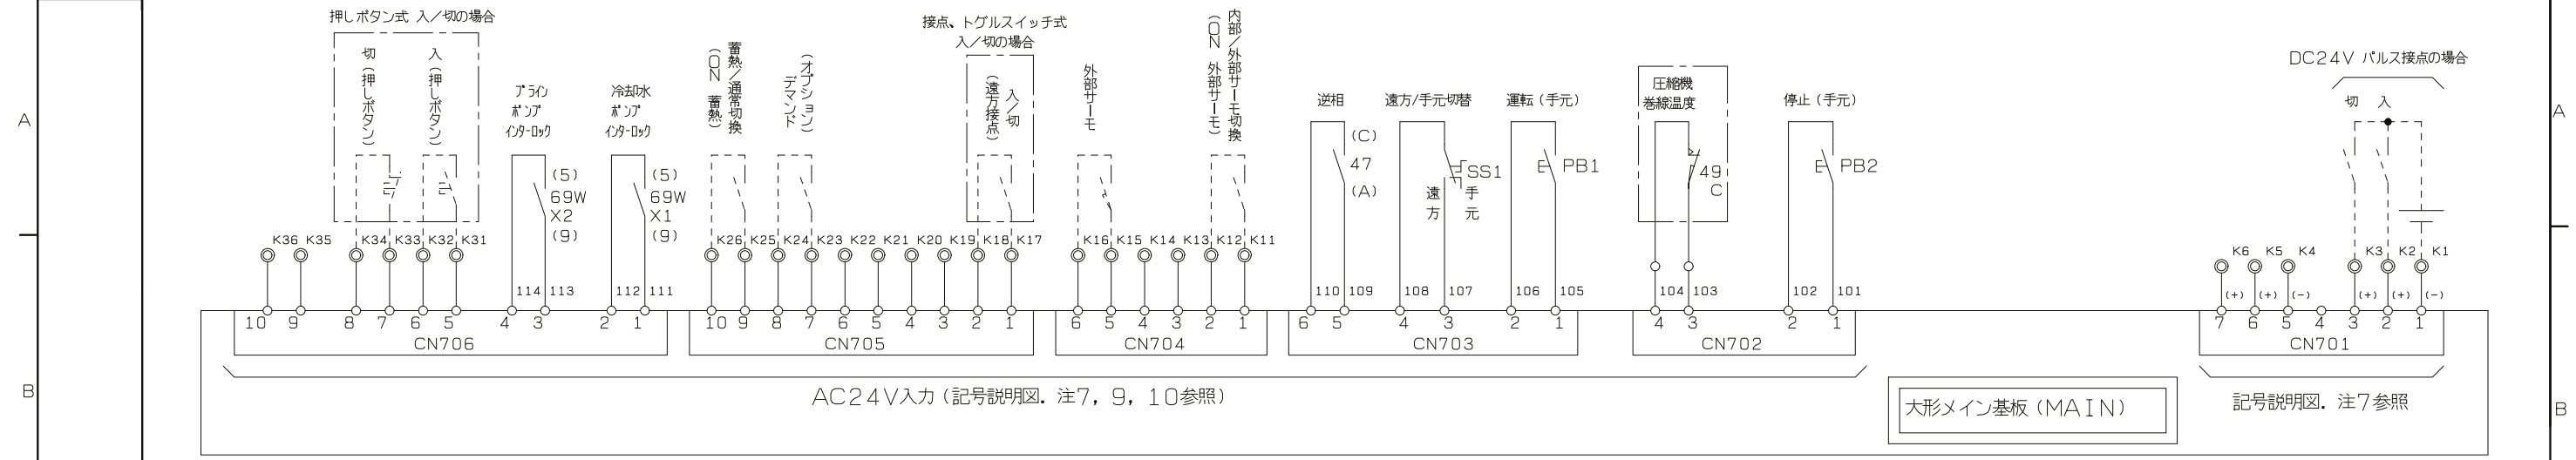 押しボタン式 入／切の場合
切（押しボタン）
入（押しボタン）
ブライン
ポンプ
インターロック
冷却水
ポンプ
インターロック
蓄熱／通常切換
（ON 蓄熱）
デマンド
（オプション）
接点、トグルスイッチ式
入／切の場合
入／切
（遠方接点）
外部サーモ
内部／外部サーモ切換
（ON 外部サーモ）
逆相
遠方/手元切替
運転（手元）
圧縮機
巻線温度
停止（手元）
DC24V パルス接点の場合
切 入
A
A
(5)
69W
X2
(9)
(5)
69W
X1
(9)
(C)
47
(A)
SS1
遠方
手元
PB1
49
C
PB2
K36 K35 K34 K33 K32 K31 K26 K25 K24 K23 K22 K21 K20 K19 K18 K17 K16 K15 K14 K13 K12 K11
K6 K5 K4 K3 K2 K1
114 113 112 111 110 109 108 107 106 105 104 103 102 101
(+) (+) (-) (+) (+) (-)
10 9 8 7 6 5 4 3 2 1
10 9 8 7 6 5 4 3 2 1
6 5 4 3 2 1
6 5 4 3 2 1
4 3 2 1
7 6 5 4 3 2 1
CN706
CN705
CN704
CN703
CN702
CN701
B
AC24V入力（記号説明図．注7，9，10参照）
大形メイン基板（MAIN）
記号説明図．注7参照
B